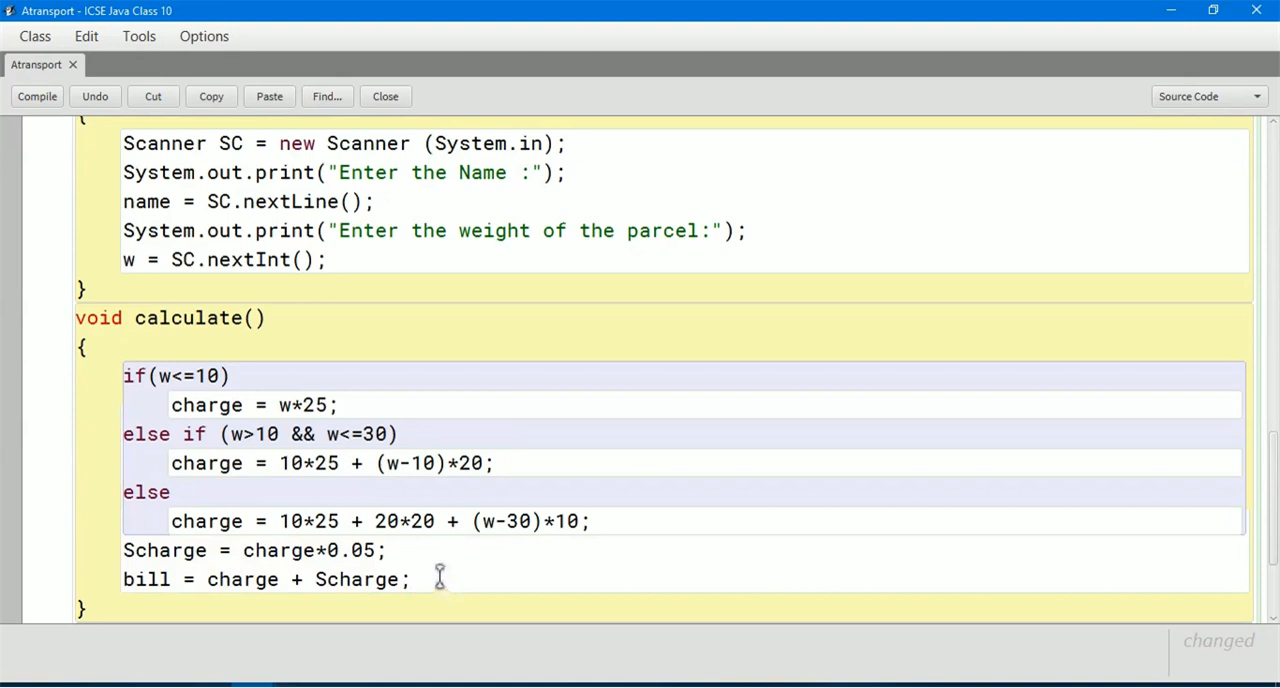 Atransport - ICSE Java Class 10
Class Edit Tools Options
Atransport
Compile Undo Cut Copy Paste Find... Close Source Code
{
Scanner SC = new Scanner (System.in);
System.out.print("Enter the Name :");
name = SC.nextLine();
System.out.print("Enter the weight of the parcel:");
w = SC.nextInt();
}
void calculate()
{
if(w<=10)
charge = w*25;
else if (w>10 && w<=30)
charge = 10*25 + (w-10)*20;
else
charge = 10*25 + 20*20 + (w-30)*10;
Scharge = charge*0.05;
bill = charge + Scharge;
}
changed